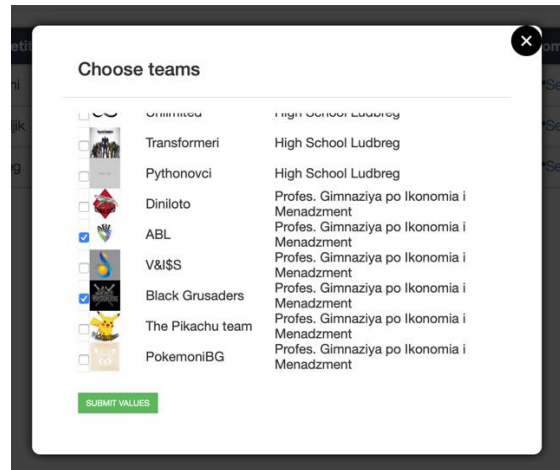 Choose teams
Unlimited High School Ludbreg
Transformeri High School Ludbreg
Pythonovci High School Ludbreg
Diniloto Profes. Gimnaziya po Ikonomia i
Menadzment
ABL Profes. Gimnaziya po Ikonomia i
Menadzment
V&I$S Profes. Gimnaziya po Ikonomia i
Menadzment
Black Grusaders Profes. Gimnaziya po Ikonomia i
Menadzment
The Pikachu team Profes. Gimnaziya po Ikonomia i
Menadzment
PokemoniBG Profes. Gimnaziya po Ikonomia i
Menadzment
SUBMIT VALUES